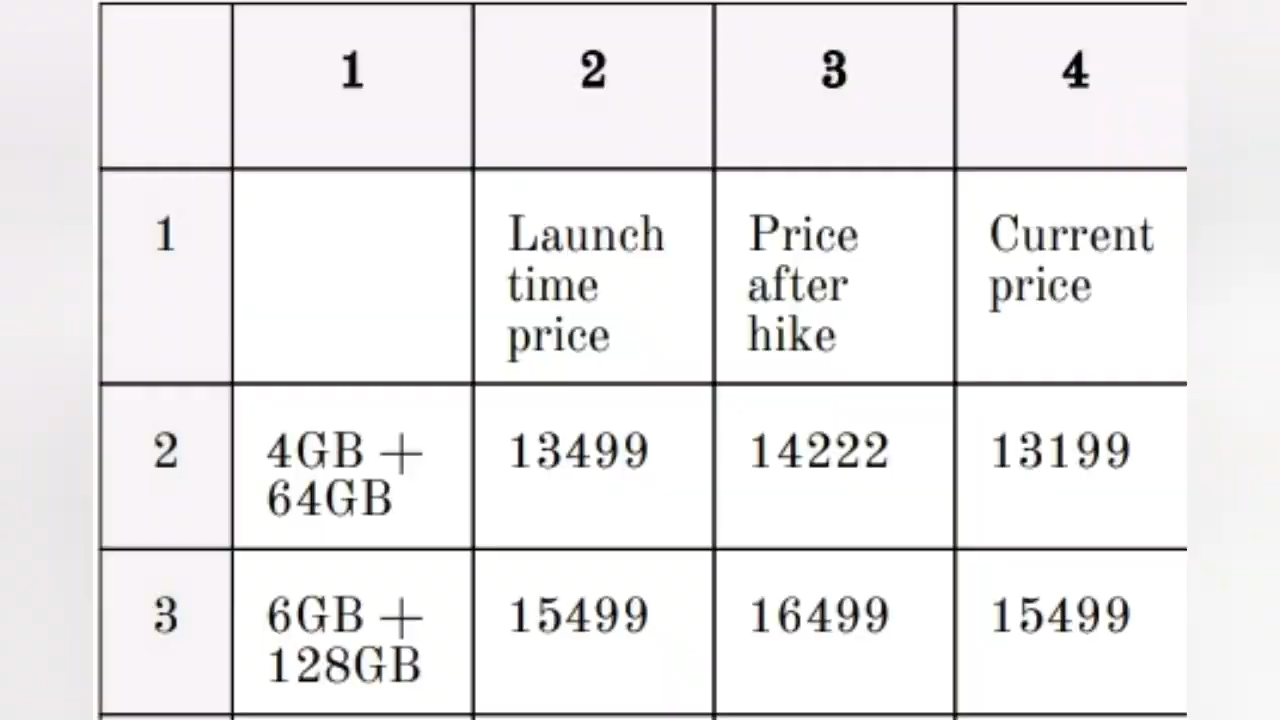 1 2 3 4
1 Launch time price Price after hike Current price
2 4GB + 64GB 13499 14222 13199
3 6GB + 128GB 15499 16499 15499